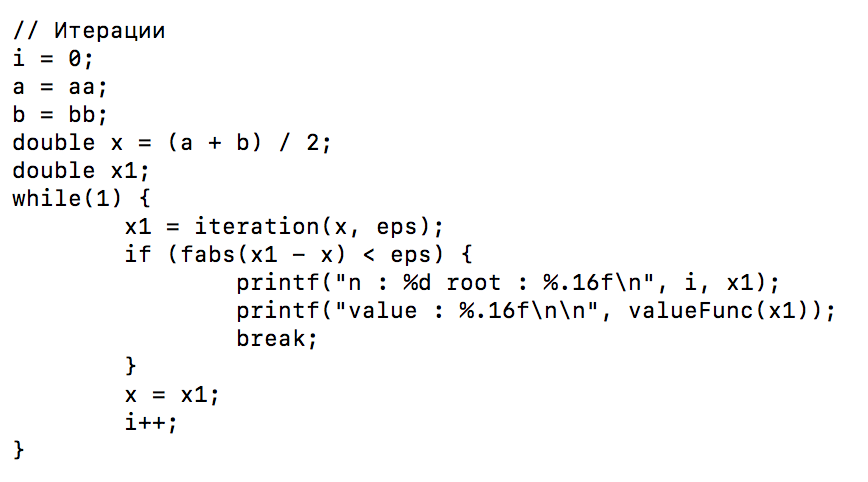 // Итерации
i = 0;
a = aa;
b = bb;
double x = (a + b) / 2;
double x1;
while(1) {
        x1 = iteration(x, eps);
        if (fabs(x1 - x) < eps) {
                printf("n : %d root : %.16f\n", i, x1);
                printf("value : %.16f\n\n", valueFunc(x1));
                break;
        }
        x = x1;
        i++;
}